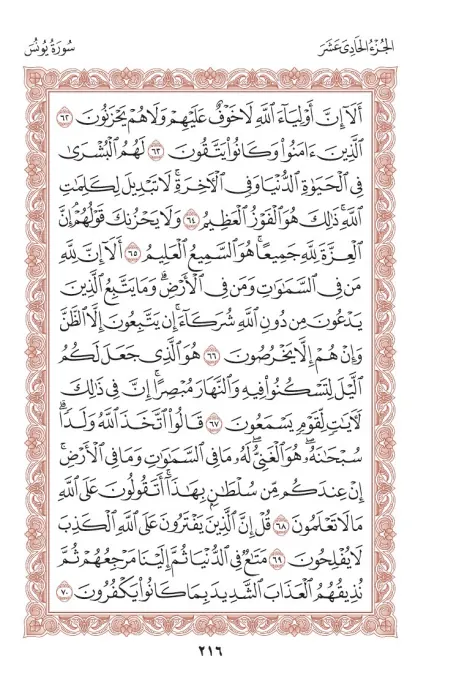 الجزء الحادى عشر
سورة يونس
أَلَآ إِنَّ أَوْلِيَآءَ ٱللَّهِ لَا خَوْفٌ عَلَيْهِمْ وَلَا هُمْ يَحْزَنُونَ ٦٢
ٱلَّذِينَ ءَامَنُوا۟ وَكَانُوا۟ يَتَّقُونَ ٦٣ لَهُمُ ٱلْبُشْرَىٰ
فِى ٱلْحَيَوٰةِ ٱلدُّنْيَا وَفِى ٱلْءَاخِرَةِ ۚ لَا تَبْدِيلَ لِكَلِمَٰتِ
ٱللَّهِ ۚ ذَٰلِكَ هُوَ ٱلْفَوْزُ ٱلْعَظِيمُ ٦٤ وَلَا يَحْزُنكَ قَوْلُهُمْ ۘ إِنَّ
ٱلْعِزَّةَ لِلَّهِ جَمِيعًا ۚ هُوَ ٱلسَّمِيعُ ٱلْعَلِيمُ ٦٥ أَلَآ إِنَّ لِلَّهِ
مَن فِى ٱلسَّمَٰوَٰتِ وَمَن فِى ٱلْأَرْضِ ۗ وَمَا يَتَّبِعُ ٱلَّذِينَ
يَدْعُونَ مِن دُونِ ٱللَّهِ شُرَكَآءَ ۚ إِن يَتَّبِعُونَ إِلَّا ٱلظَّنَّ
وَإِنْ هُمْ إِلَّا يَخْرُصُونَ ٦٦ هُوَ ٱلَّذِى جَعَلَ لَكُمُ
ٱلَّيْلَ لِتَسْكُنُوا۟ فِيهِ وَٱلنَّهَارَ مُبْصِرًا ۚ إِنَّ فِى ذَٰلِكَ
لَءَايَٰتٍ لِّقَوْمٍ يَسْمَعُونَ ٦٧ قَالُوا۟ ٱتَّخَذَ ٱللَّهُ وَلَدًا ۗ
سُبْحَٰنَهُۥ ۖ هُوَ ٱلْغَنِىُّ ۖ لَهُۥ مَا فِى ٱلسَّمَٰوَٰتِ وَمَا فِى ٱلْأَرْضِ ۚ
إِنْ عِندَكُم مِّن سُلْطَٰنٍۭ بِهَٰذَآ ۚ أَتَقُولُونَ عَلَى ٱللَّهِ
مَا لَا تَعْلَمُونَ ٦٨ قُلْ إِنَّ ٱلَّذِينَ يَفْتَرُونَ عَلَى ٱللَّهِ ٱلْكَذِبَ
لَا يُفْلِحُونَ ٦٩ مَتَٰعٌ فِى ٱلدُّنْيَا ثُمَّ إِلَيْنَا مَرْجِعُهُمْ ثُمَّ
نُذِيقُهُمُ ٱلْعَذَابَ ٱلشَّدِيدَ بِمَا كَانُوا۟ يَكْفُرُونَ ٧٠
٢١٦